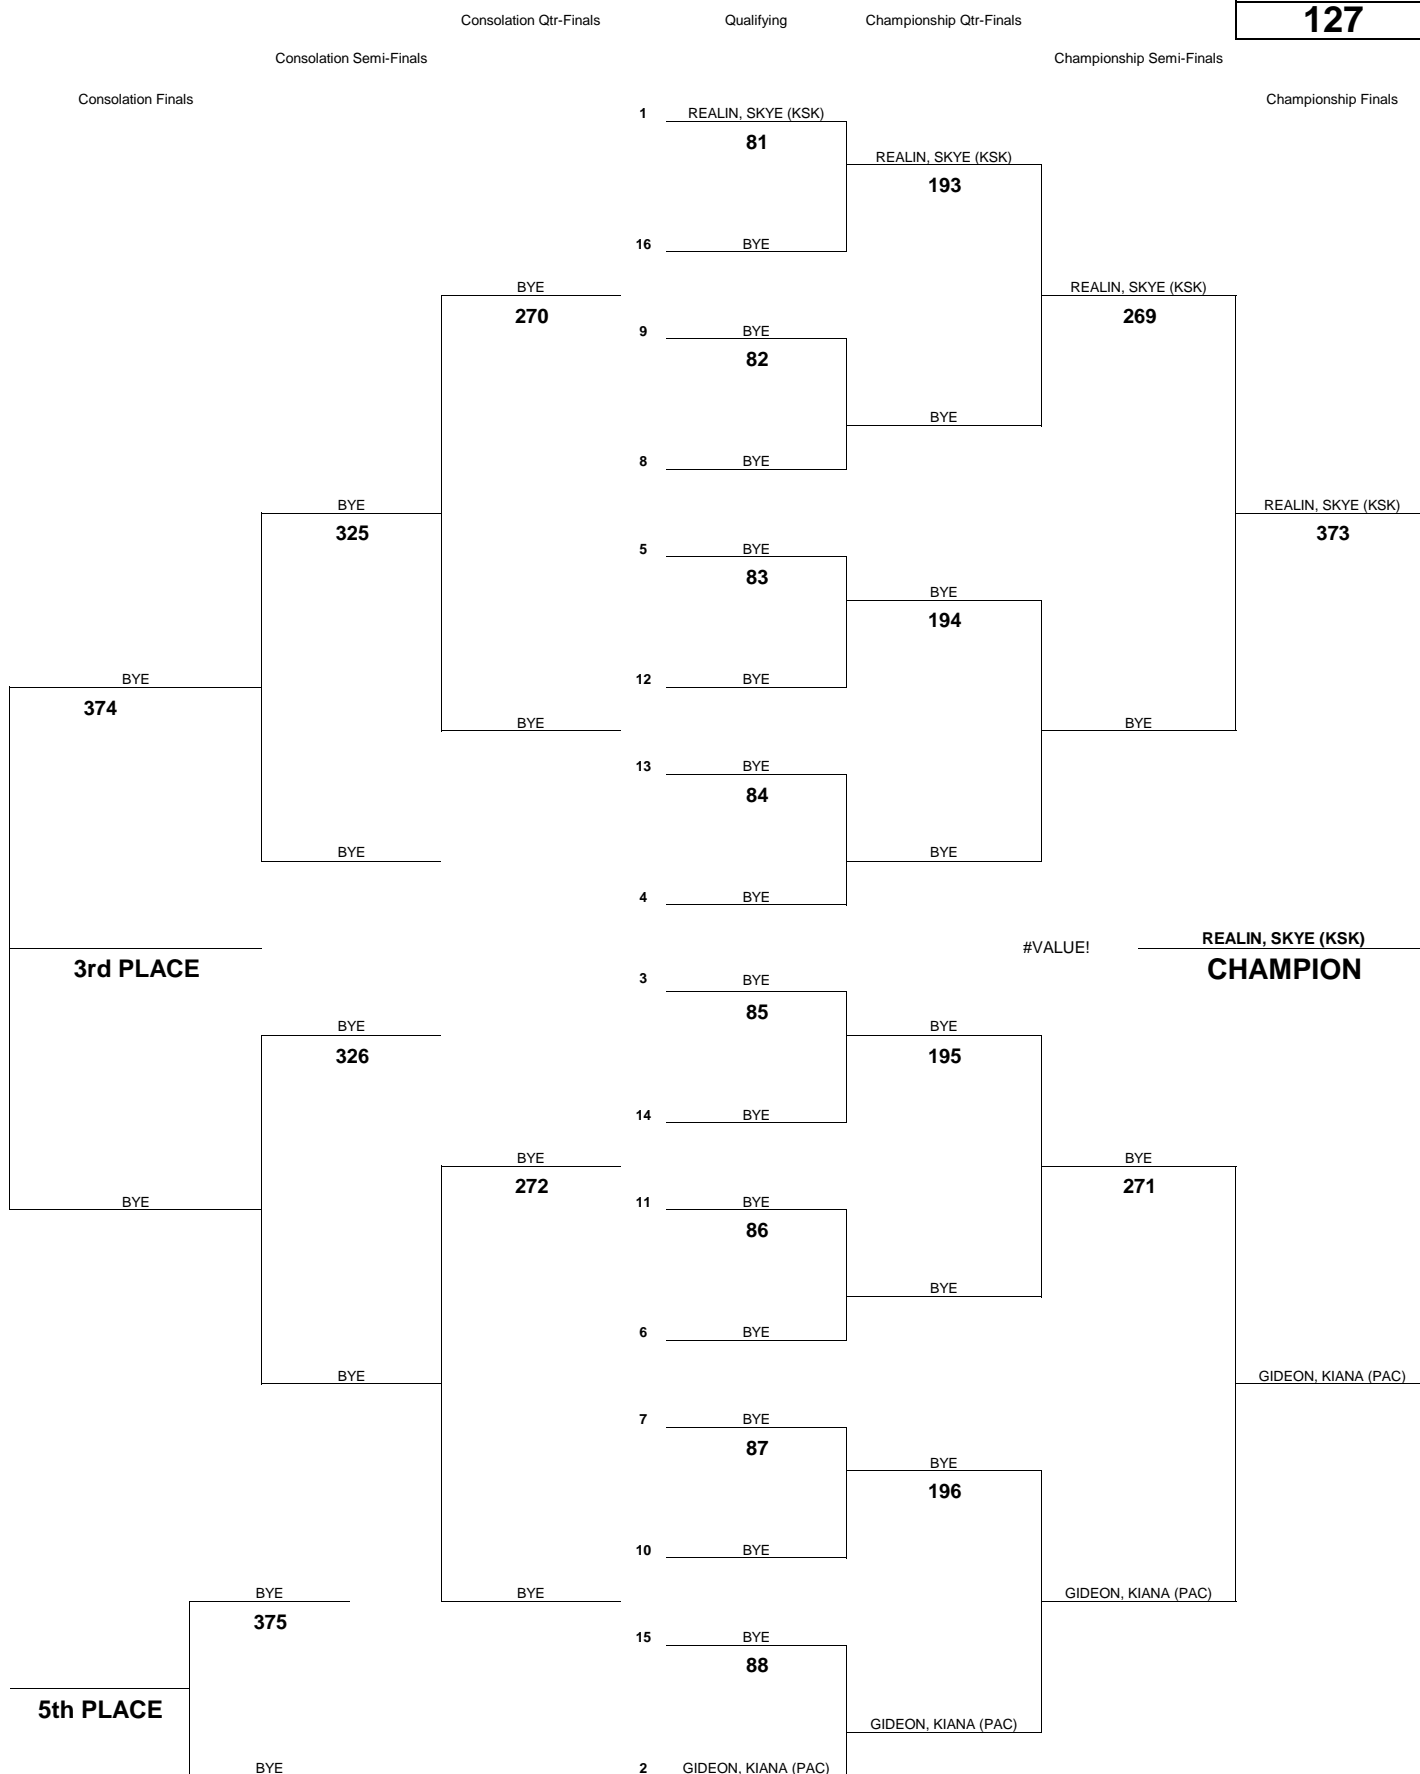 127
Consolation Qtr-Finals Qualifying Championship Qtr-Finals
Consolation Semi-Finals Championship Semi-Finals
Consolation Finals Championship Finals
1 REALIN, SKYE (KSK)
81
REALIN, SKYE (KSK)
193
16 BYE
BYE REALIN, SKYE (KSK)
270 269
9 BYE
82
BYE
8 BYE
BYE REALIN, SKYE (KSK)
325 373
5 BYE
83
BYE
194
BYE 12 BYE
374
BYE BYE
13 BYE
84
BYE BYE
4 BYE
#VALUE! REALIN, SKYE (KSK)
3rd PLACE CHAMPION
3 BYE
85
BYE BYE
326 195
14 BYE
BYE BYE
272 271
BYE 11 BYE
86
BYE
6 BYE
BYE GIDEON, KIANA (PAC)
7 BYE
87
BYE
196
10 BYE
BYE BYE GIDEON, KIANA (PAC)
375
15 BYE
88
5th PLACE
GIDEON, KIANA (PAC)
BYE 2 GIDEON, KIANA (PAC)